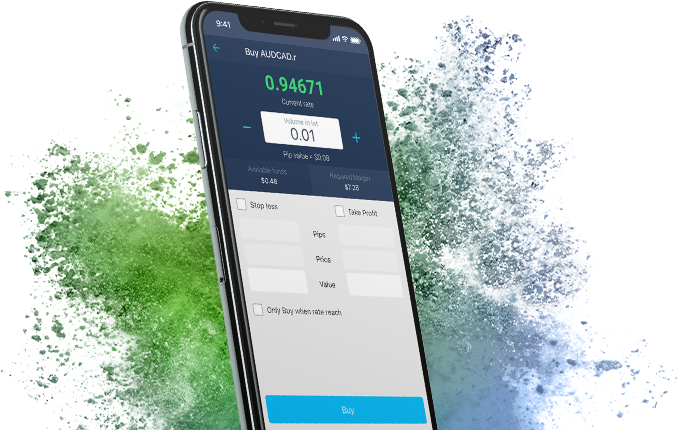 9:41
Buy AUDCAD.r
0.94671
Current rate
Volume in lot
0.01
Pip value = $0.08
Available funds
Required Margin
$0.48
$7.28
Stop loss
Take Profit
Pips
Price
Value
Only Buy when rate reach
Buy